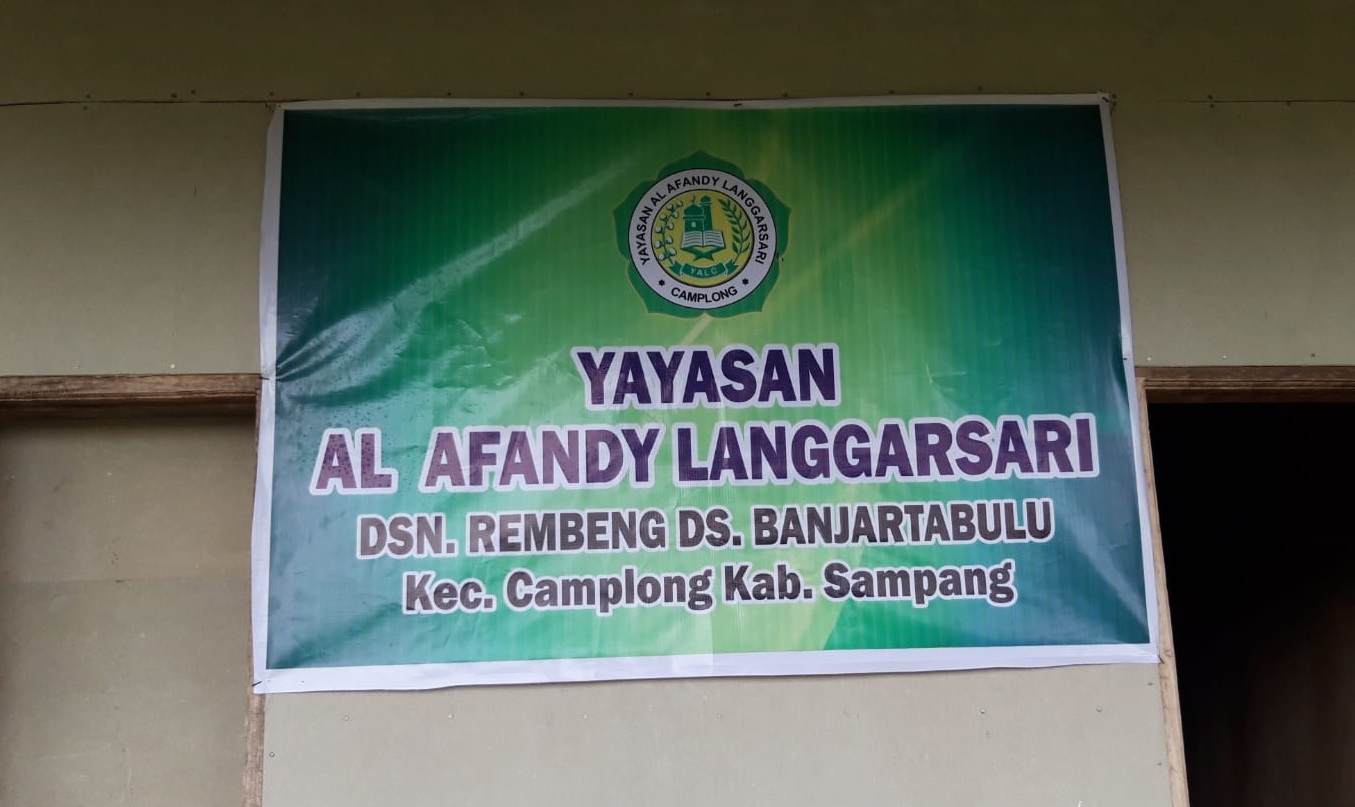 YAYASAN AL AFANDY LANGGARSARI
YALC
* CAMPLONG *
YAYASAN
AL AFANDY LANGGARSARI
DSN. REMBENG DS. BANJARTABULU
Kec. Camplong Kab. Sampang